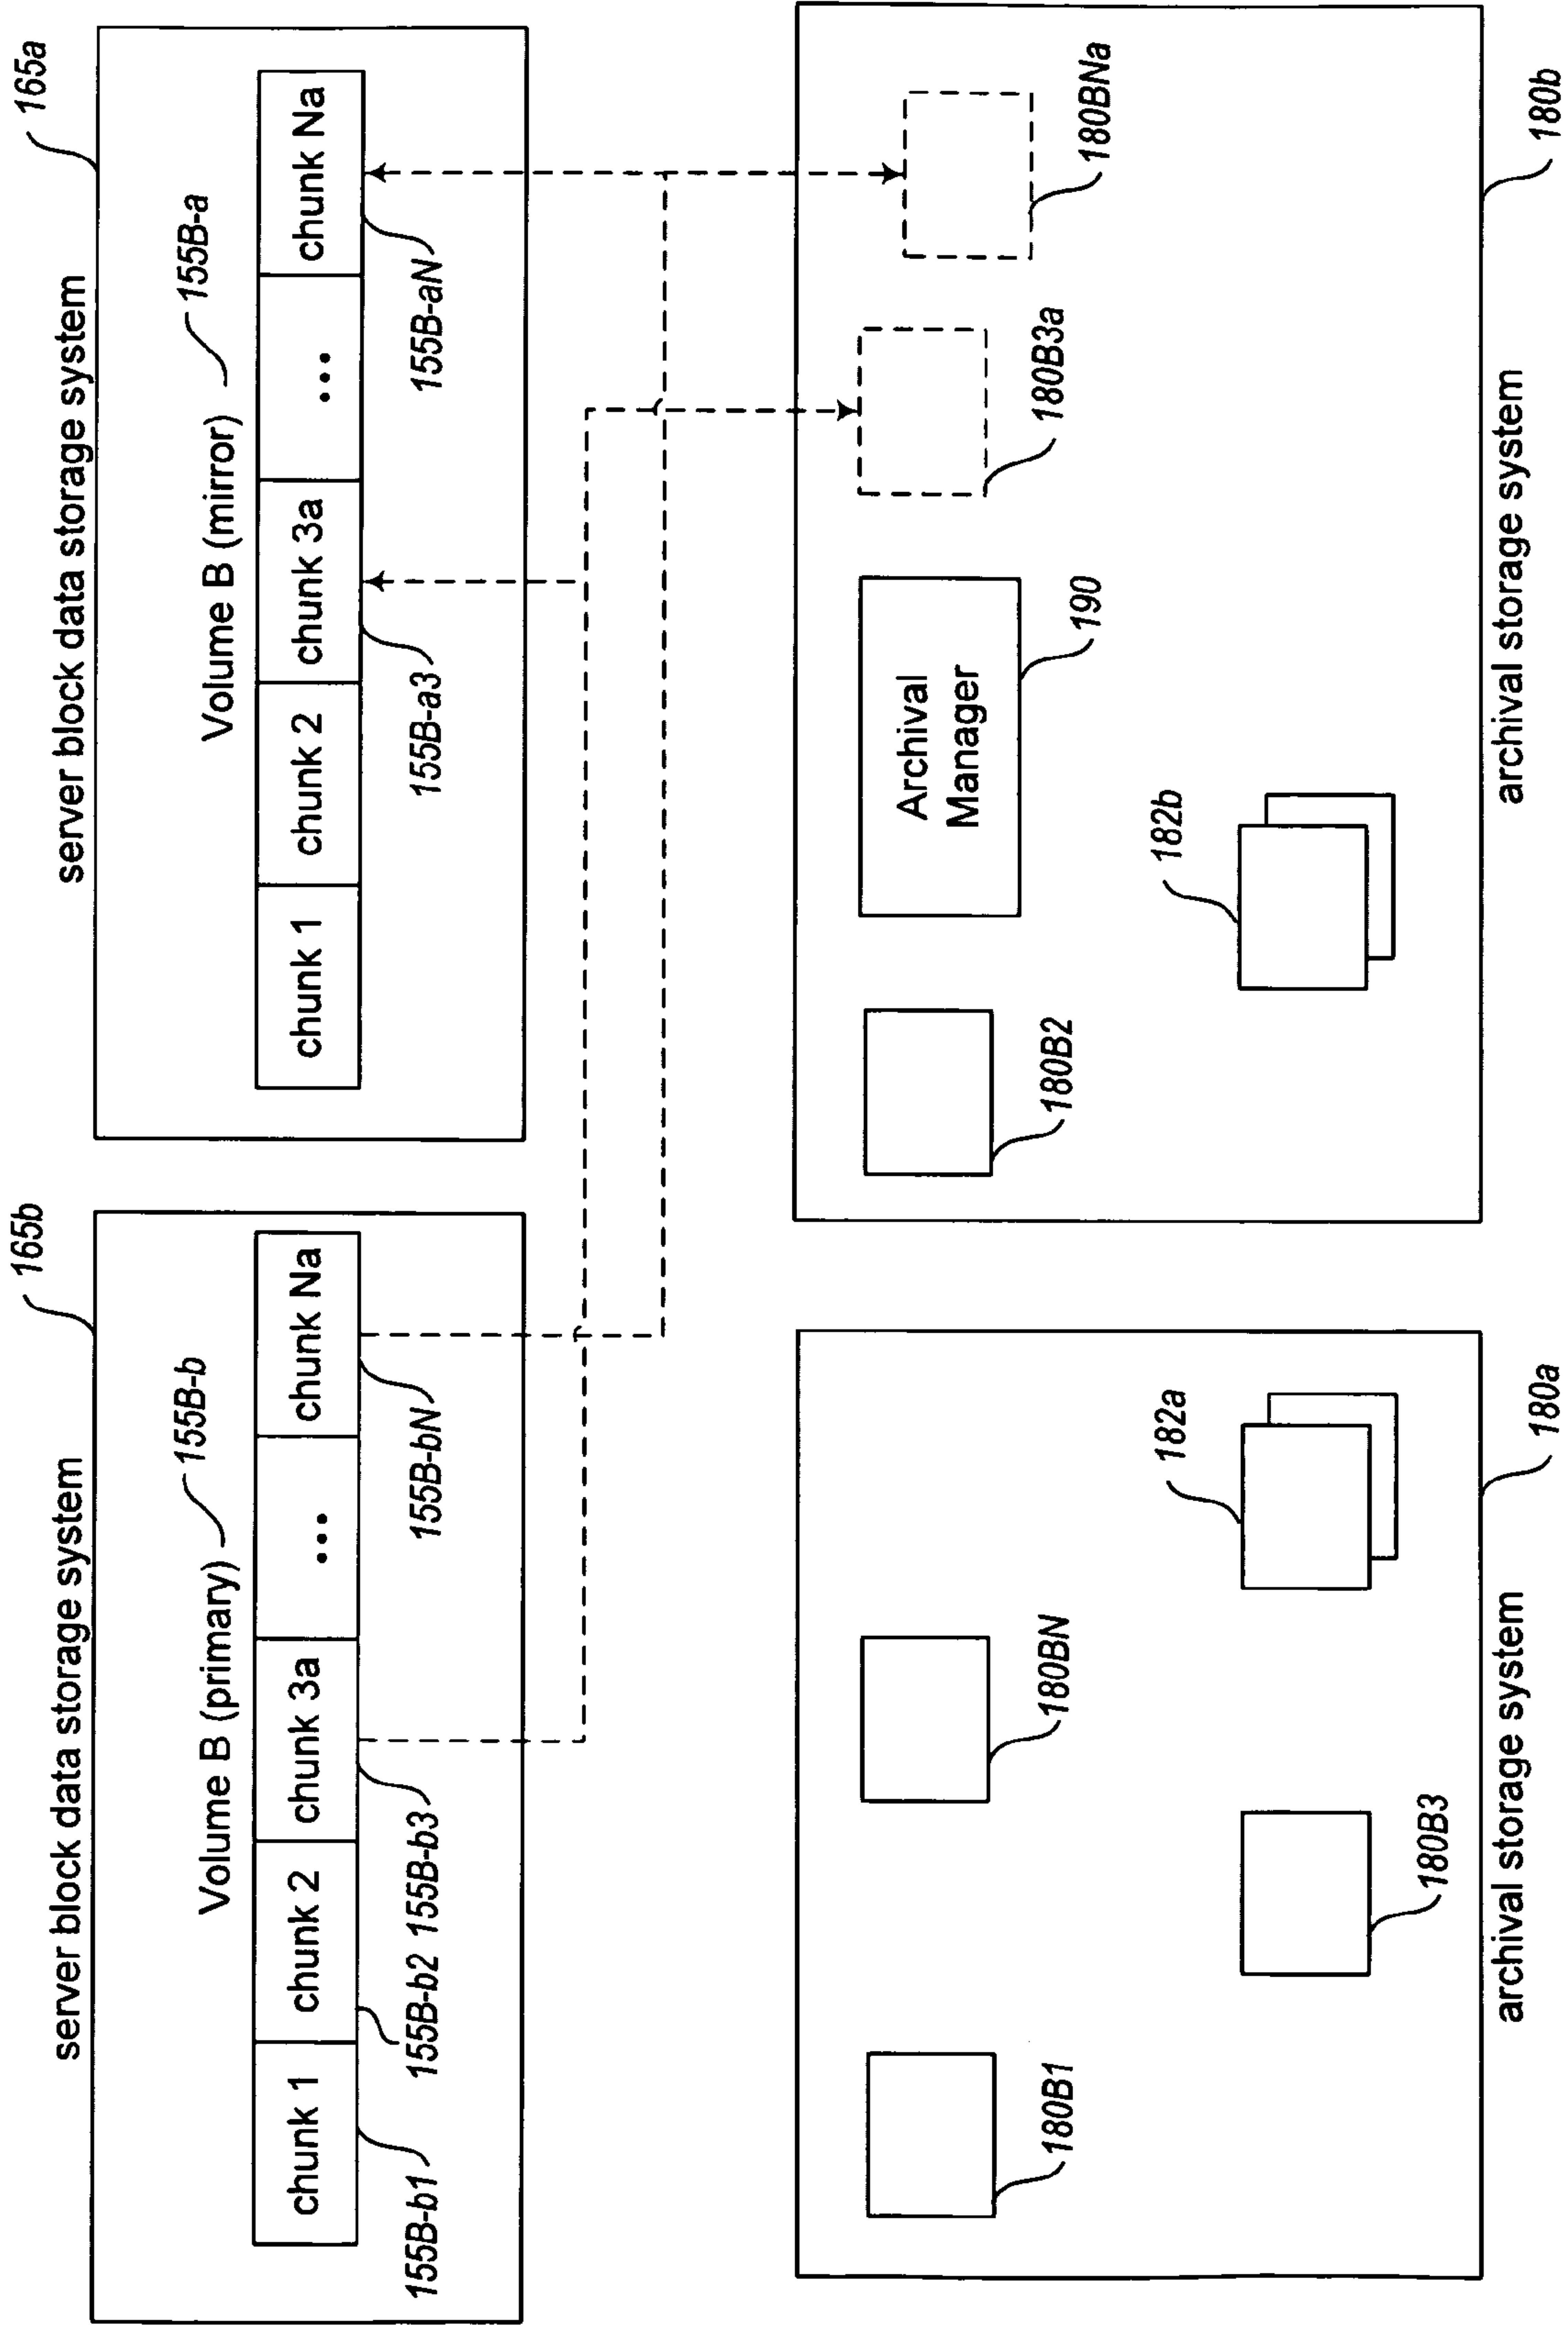 server block data storage system
165b
Volume B (primary)
155B-b
chunk 1
chunk 2
chunk 3a
...
chunk Na
155B-b1
155B-b2
155B-b3
155B-bN
server block data storage system
165a
Volume B (mirror)
155B-a
chunk 1
chunk 2
chunk 3a
...
chunk Na
155B-a3
155B-aN
180B1
180BN
180B3
182a
archival storage system
180a
180B2
Archival
Manager
190
180B3a
180BNa
182b
archival storage system
180b